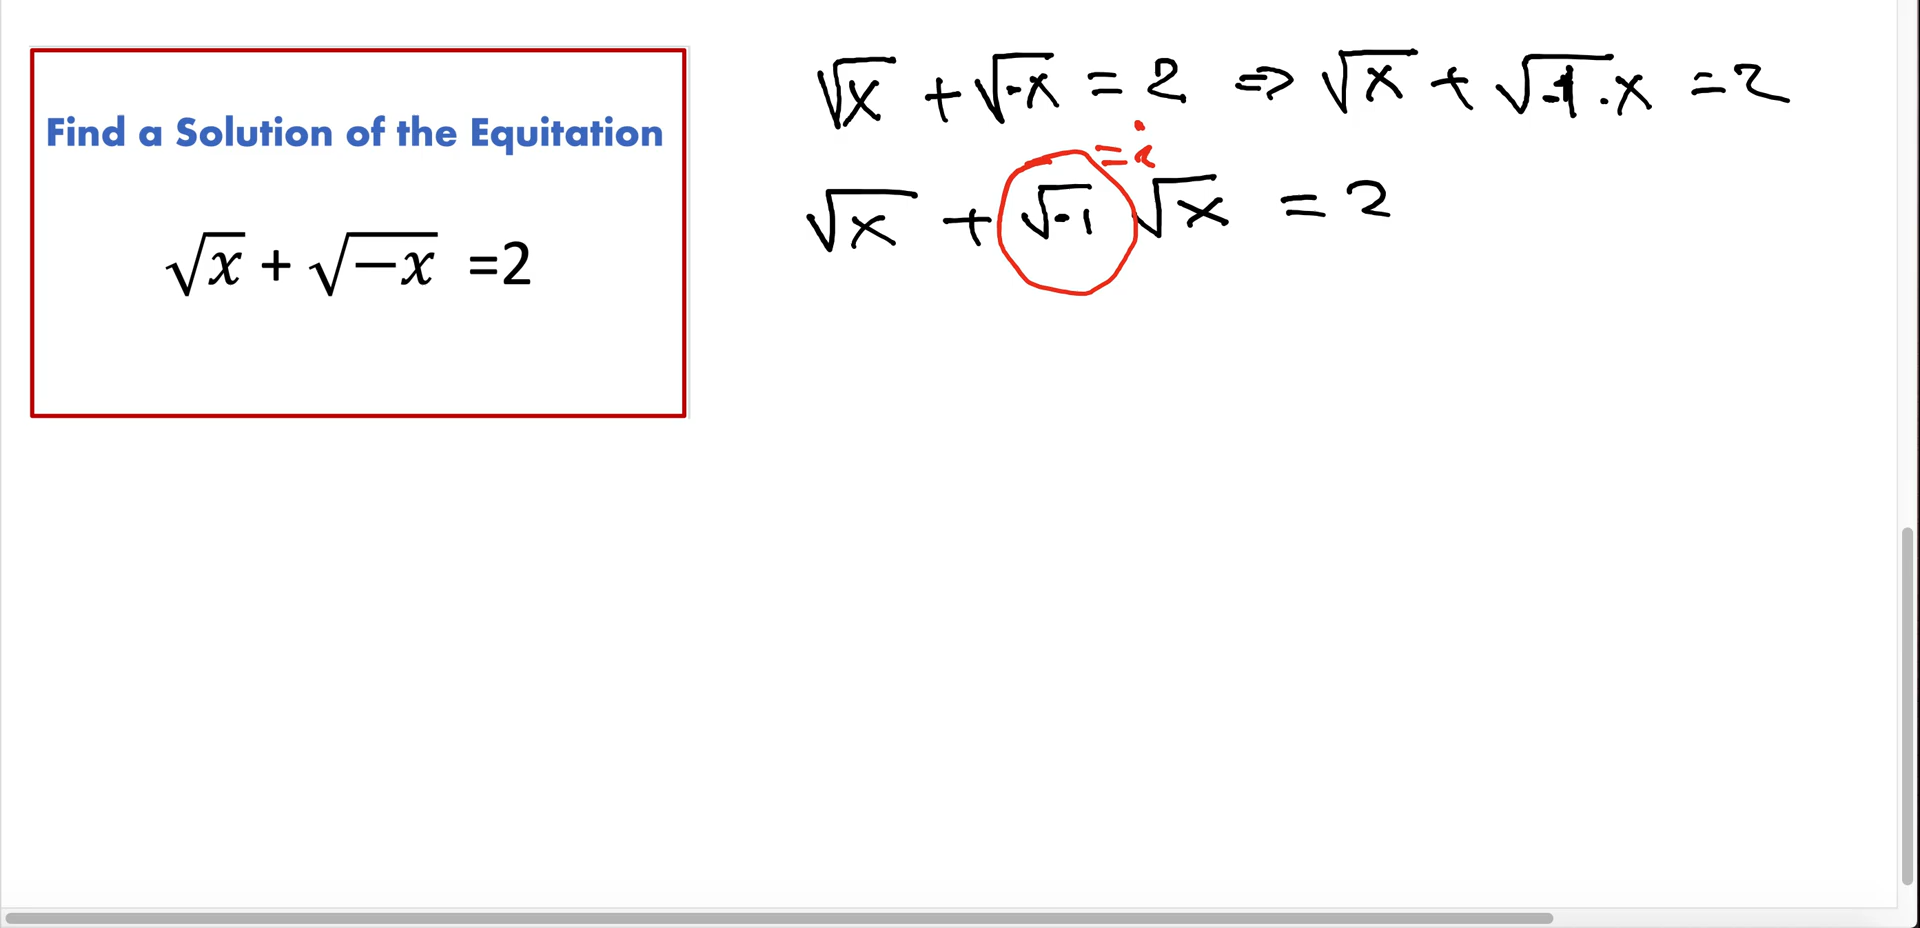 Find a Solution of the Equitation
√x + √−x =2
√x + √-x = 2 ⇒ √x + √-1·x = 2
= i
√x + √-1 √x = 2